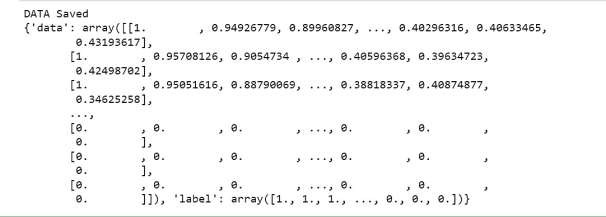 DATA Saved
{'data': array([[1.        , 0.94926779, 0.89960827, ..., 0.40296316, 0.40633465,
        0.43193617],
       [1.        , 0.95708126, 0.9054734 , ..., 0.40596368, 0.39634723,
        0.42498702],
       [1.        , 0.95051616, 0.88790069, ..., 0.38818337, 0.40874877,
        0.34625258],
       ...,
       [0.        , 0.        , 0.        , ..., 0.        , 0.        ,
        0.        ],
       [0.        , 0.        , 0.        , ..., 0.        , 0.        ,
        0.        ],
       [0.        , 0.        , 0.        , ..., 0.        , 0.        ,
        0.        ]]), 'label': array([1., 1., 1., ..., 0., 0., 0.])}